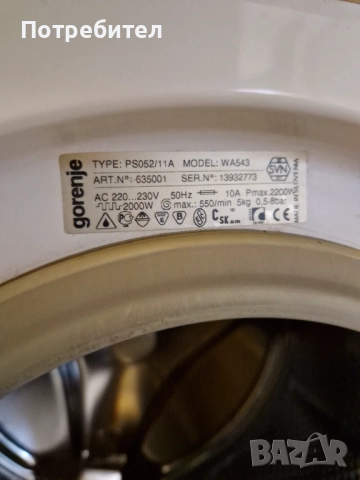 Потребител
gorenje
TYPE: PS052/11A MODEL: WA543
ART.N°: 635001 SER.N°: 13932773
AC 220...230V 50Hz 10A Pmax.2200W
2000W max.: 550/min 5kg 0,5-8bar
SVN
MADE IN SLOVENIA
BAZAR